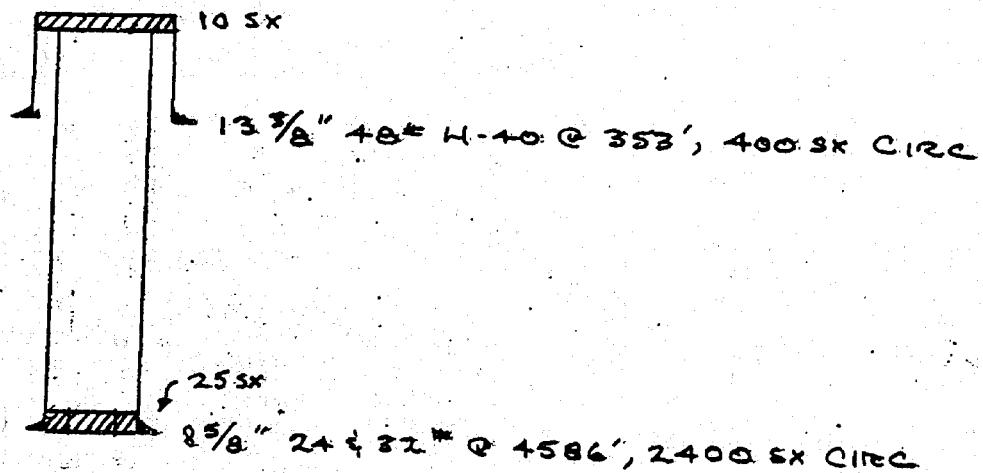 10 SX
13 3/8" 48# H-40 @ 353', 400 SX CIRC
25 SX
8 5/8" 24 & 32# @ 4586', 2400 SX CIRC